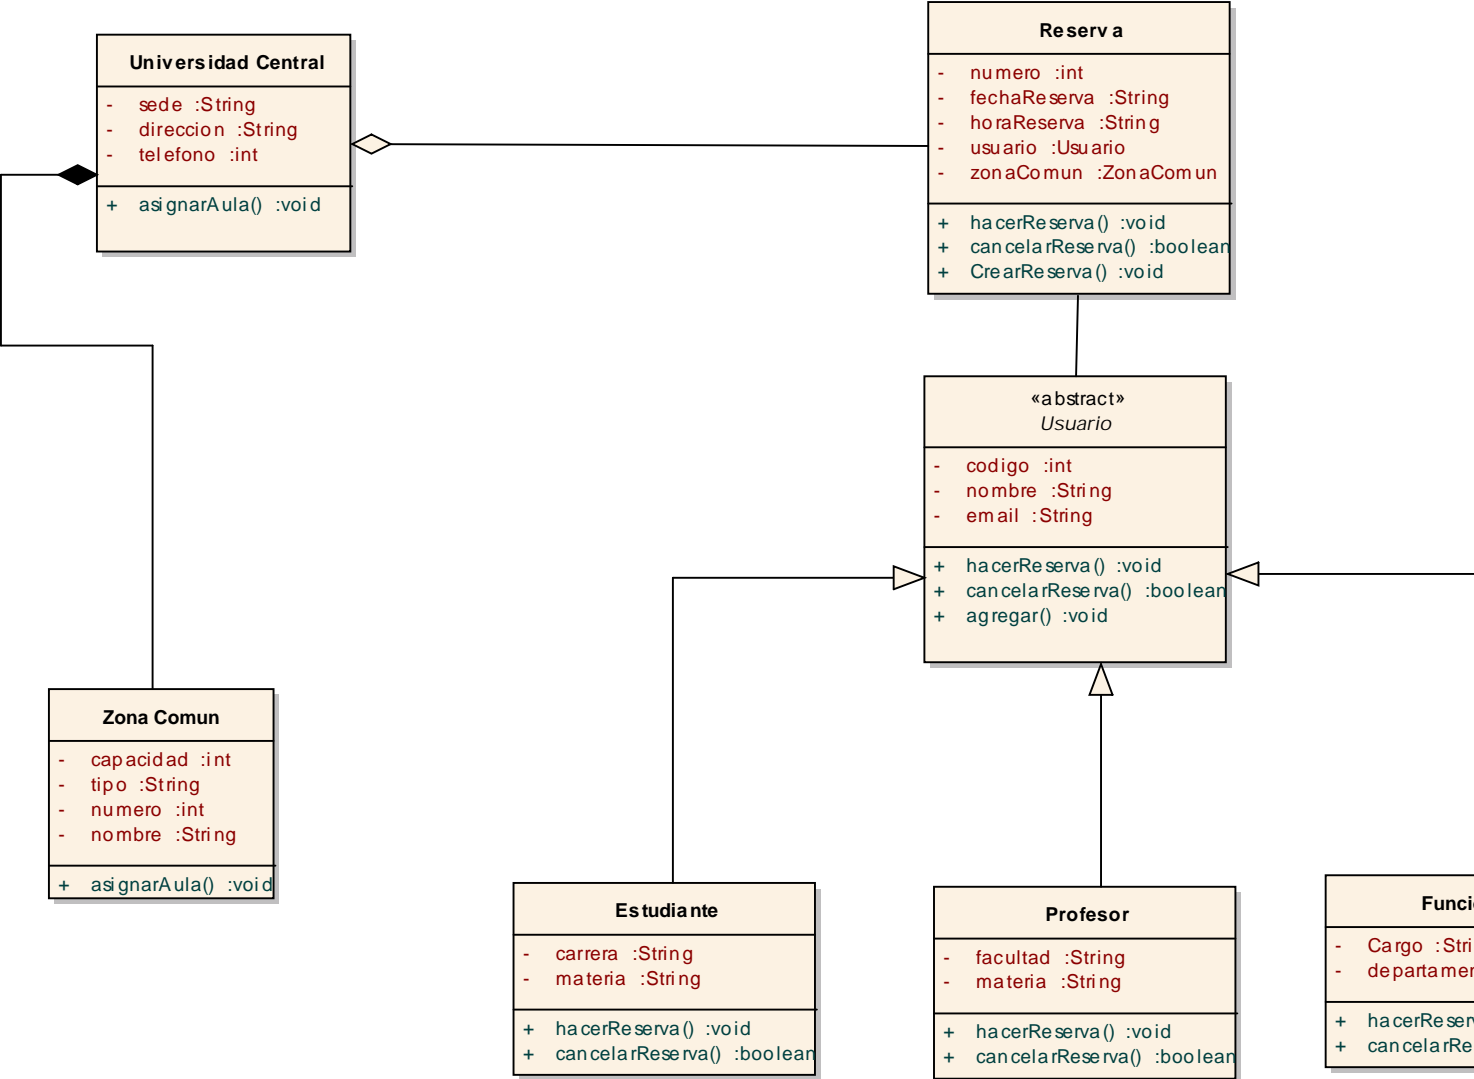 Universidad Central
- sede :String
- direccion :String
- telefono :int
+ asignarAula() :void
Reserva
- numero :int
- fechaReserva :String
- horaReserva :String
- usuario :Usuario
- zonaComun :ZonaComun
+ hacerReserva() :void
+ cancelarReserva() :boolean
+ CrearReserva() :void
«abstract»
Usuario
- codigo :int
- nombre :String
- email :String
+ hacerReserva() :void
+ cancelarReserva() :boolean
+ agregar() :void
Zona Comun
- capacidad :int
- tipo :String
- numero :int
- nombre :String
+ asignarAula() :void
Estudiante
- carrera :String
- materia :String
+ hacerReserva() :void
+ cancelarReserva() :boolean
Profesor
- facultad :String
- materia :String
+ hacerReserva() :void
+ cancelarReserva() :boolean
- Cargo